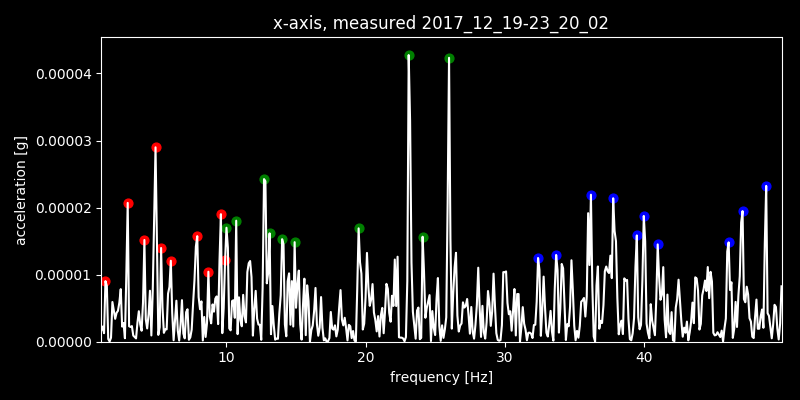 x-axis, measured 2017_12_19-23_20_02
0.00004
0.00003
0.00002
0.00001
0.00000
acceleration [g]
10 20 30 40
frequency [Hz]